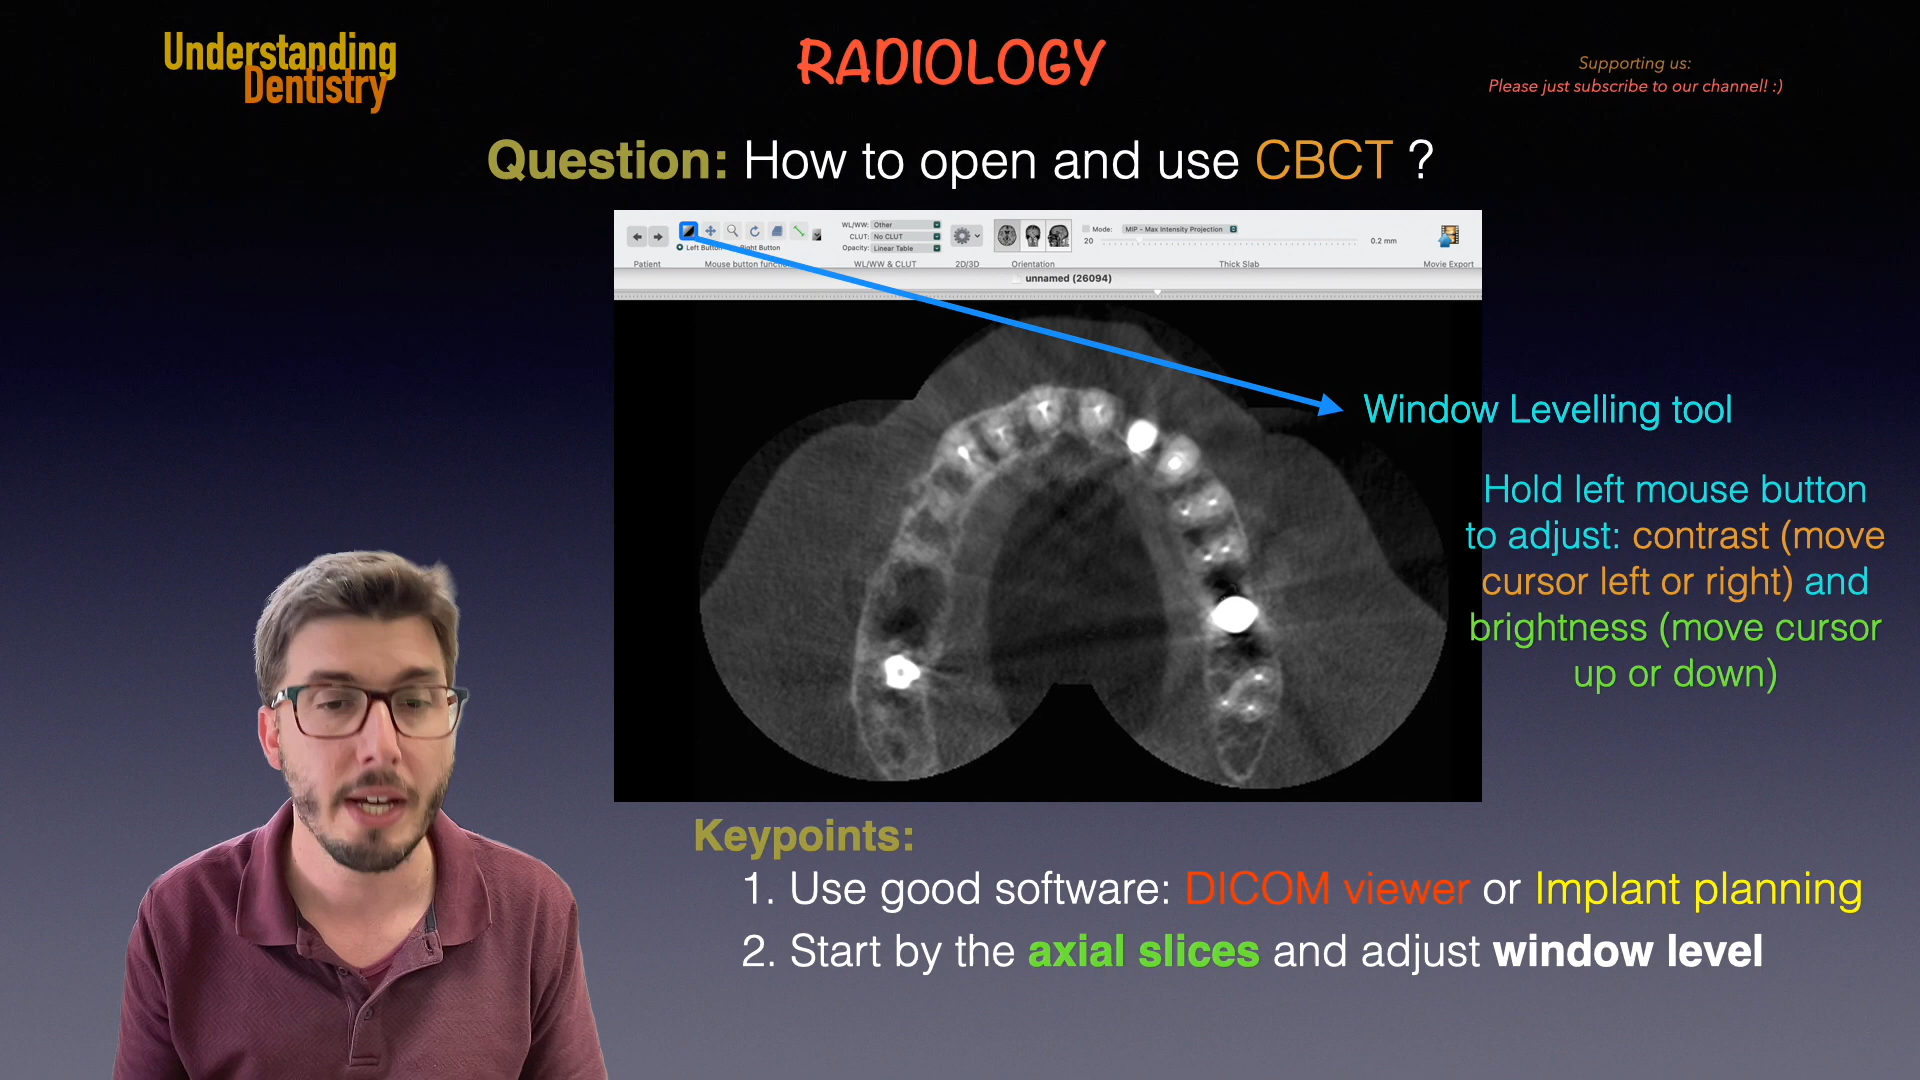 Understanding
Dentistry
RADIOLOGY
Supporting us:
Please just subscribe to our channel! :)
Question: How to open and use CBCT ?
WL/WW: Other
CLUT: No CLUT
Opacity: Linear Table
Left Button
Right Button
Mode: MIP - Max Intensity Projection
20
0.2 mm
Patient
Mouse button function
WL/WW & CLUT
2D/3D
Orientation
Thick Slab
Movie Export
unnamed (26094)
Window Levelling tool
Hold left mouse button
to adjust: contrast (move
cursor left or right) and
brightness (move cursor
up or down)
Keypoints:
1. Use good software: DICOM viewer or Implant planning
2. Start by the axial slices and adjust window level